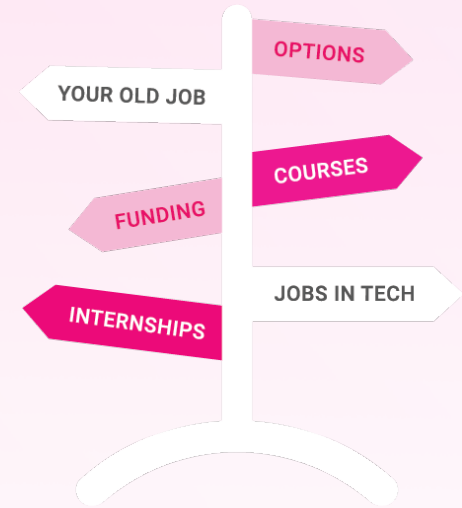 OPTIONS
YOUR OLD JOB
COURSES
FUNDING
JOBS IN TECH
INTERNSHIPS